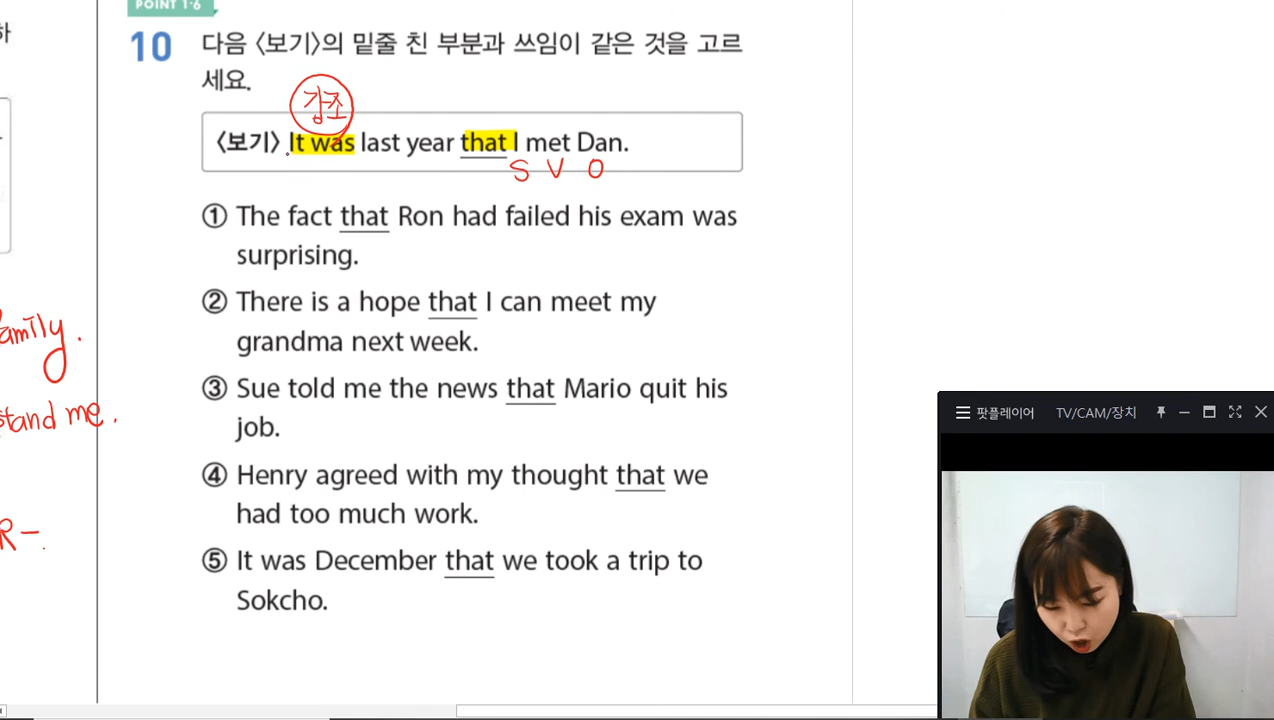 POINT 1-6
10 다음 〈보기〉의 밑줄 친 부분과 쓰임이 같은 것을 고르
세요.
강조
〈보기〉 It was last year that I met Dan.
S V O
① The fact that Ron had failed his exam was
surprising.
② There is a hope that I can meet my
grandma next week.
③ Sue told me the news that Mario quit his
job.
④ Henry agreed with my thought that we
had too much work.
⑤ It was December that we took a trip to
Sokcho.
하
amily.
stand me.
R-.
팟플레이어 TV/CAM/장치